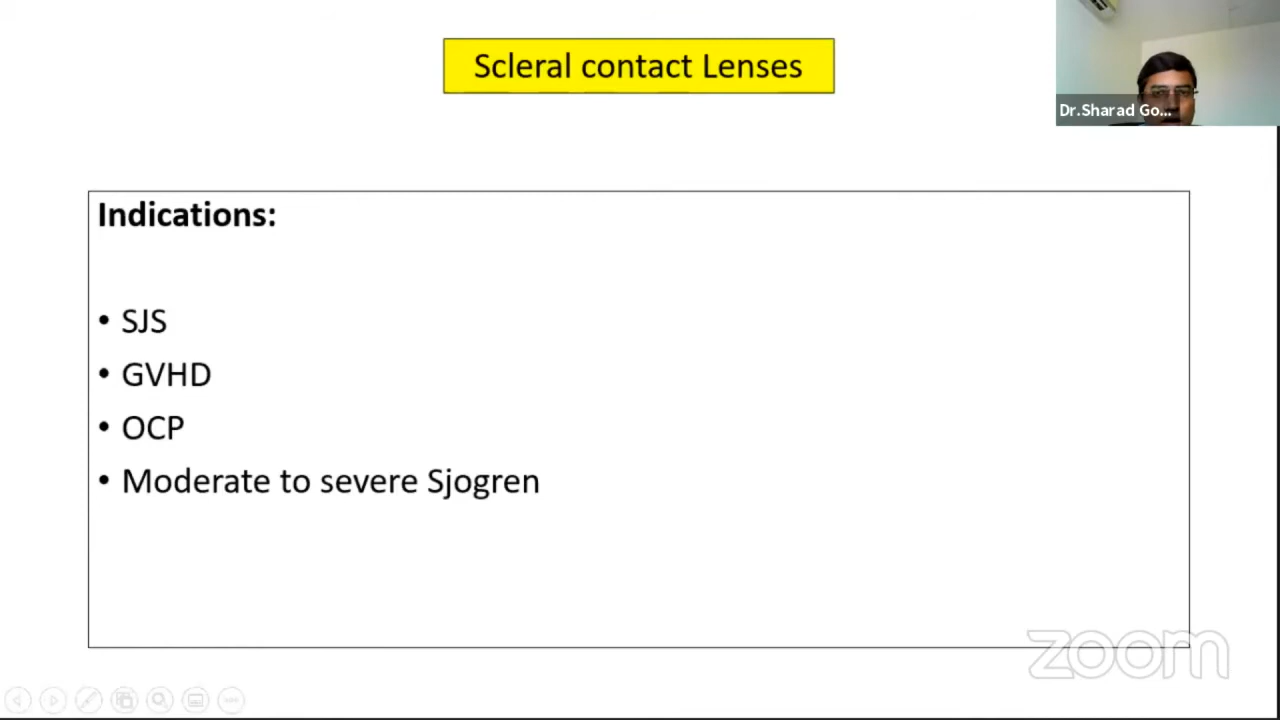 Scleral contact Lenses
Dr.Sharad Go...
Indications:
• SJS
• GVHD
• OCP
• Moderate to severe Sjogren
zoom